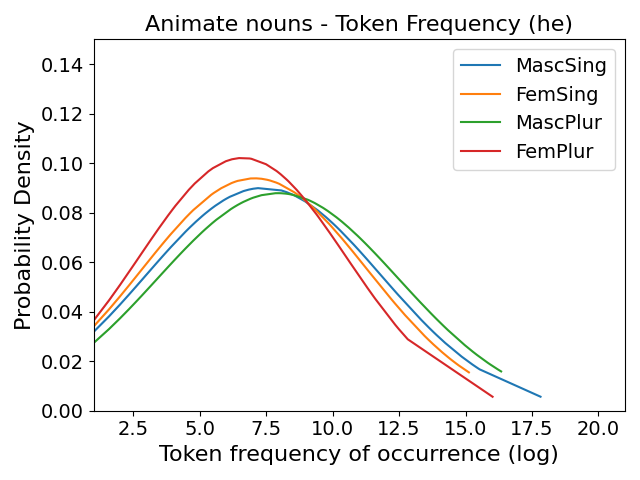 Animate nouns - Token Frequency (he)
MascSing
FemSing
MascPlur
FemPlur
Probability Density
0.14
0.12
0.10
0.08
0.06
0.04
0.02
0.00
2.5 5.0 7.5 10.0 12.5 15.0 17.5 20.0
Token frequency of occurrence (log)